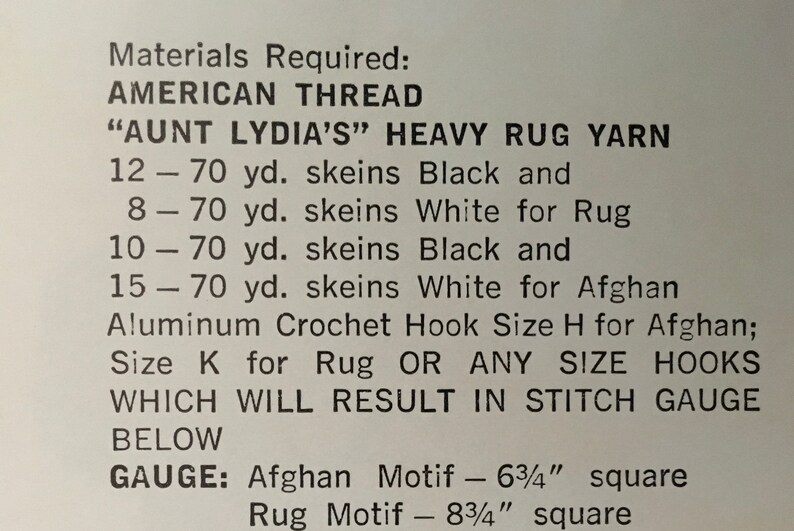 Materials Required:
AMERICAN THREAD
“AUNT LYDIA’S” HEAVY RUG YARN
12 – 70 yd. skeins Black and
8 – 70 yd. skeins White for Rug
10 – 70 yd. skeins Black and
15 – 70 yd. skeins White for Afghan
Aluminum Crochet Hook Size H for Afghan;
Size K for Rug OR ANY SIZE HOOKS
WHICH WILL RESULT IN STITCH GAUGE
BELOW
GAUGE: Afghan Motif – 6¾″ square
Rug Motif – 8¾″ square